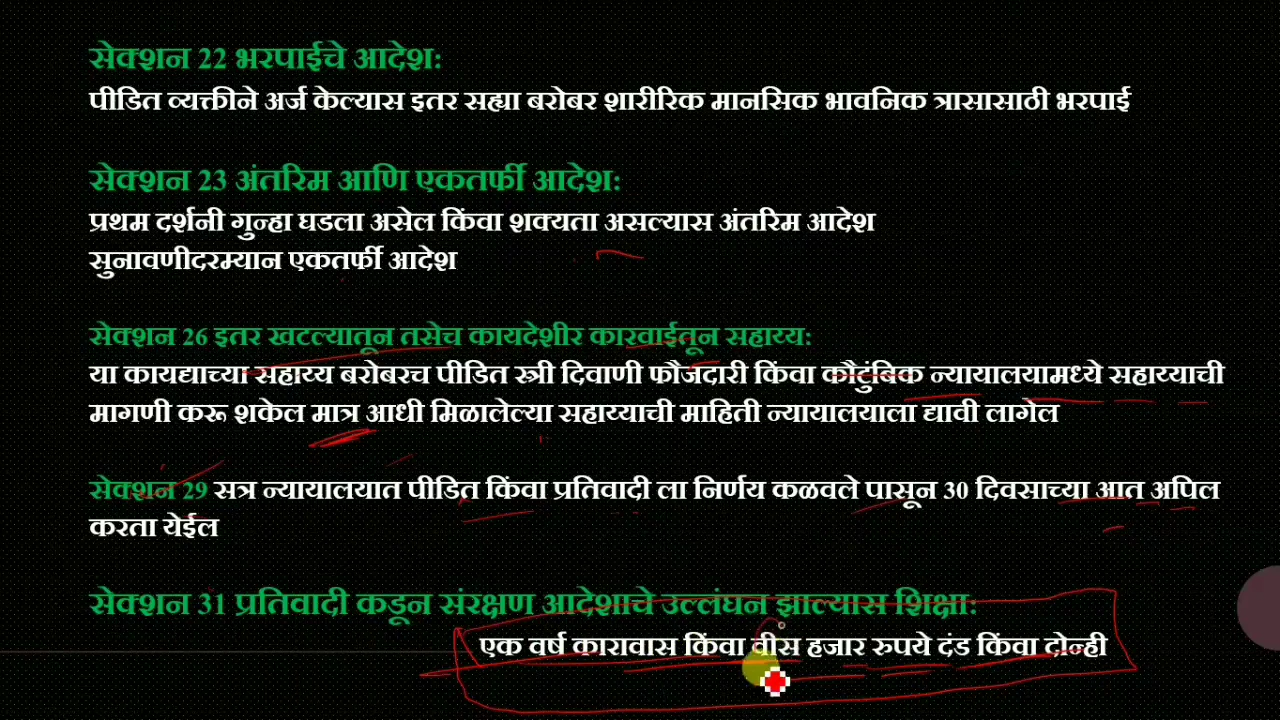 सेक्शन 22 भरपाईचे आदेश:
पीडित व्यक्तीने अर्ज केल्यास इतर सह्या बरोबर शारीरिक मानसिक भावनिक त्रासासाठी भरपाई
सेक्शन 23 अंतरिम आणि एकतर्फी आदेश:
प्रथम दर्शनी गुन्हा घडला असेल किंवा शक्यता असल्यास अंतरिम आदेश
सुनावणीदरम्यान एकतर्फी आदेश
सेक्शन 26 इतर खटल्यातून तसेच कायदेशीर कारवाईतून सहाय्य:
या कायद्याच्या सहाय्य बरोबरच पीडित स्त्री दिवाणी फौजदारी किंवा कौटुंबिक न्यायालयामध्ये सहाय्याची
मागणी करू शकेल मात्र आधी मिळालेल्या सहाय्याची माहिती न्यायालयाला द्यावी लागेल
सेक्शन 29 सत्र न्यायालयात पीडित किंवा प्रतिवादी ला निर्णय कळवले पासून 30 दिवसाच्या आत अपिल
करता येईल
सेक्शन 31 प्रतिवादी कडून संरक्षण आदेशाचे उल्लंघन झाल्यास शिक्षा:
एक वर्ष कारावास किंवा वीस हजार रुपये दंड किंवा दोन्ही